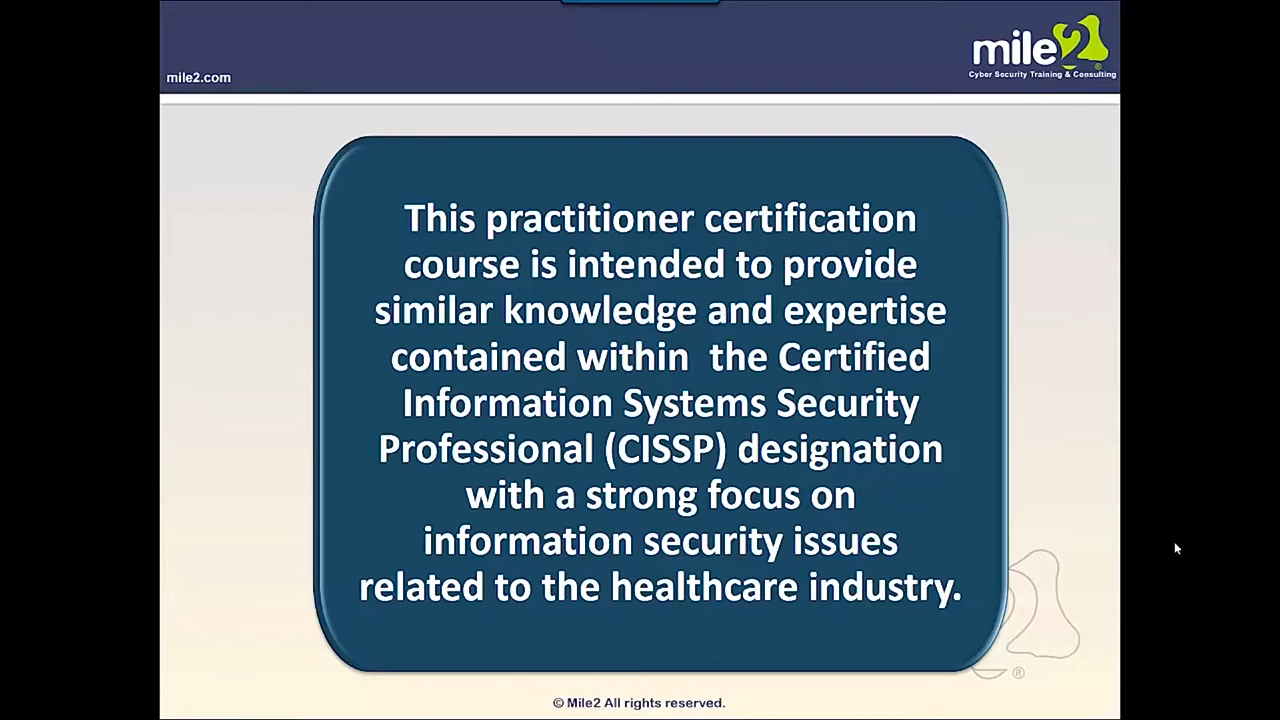 mile2.com
mile2
Cyber Security Training & Consulting
This practitioner certification
course is intended to provide
similar knowledge and expertise
contained within  the Certified
Information Systems Security
Professional (CISSP) designation
with a strong focus on
information security issues
related to the healthcare industry.
2
®
© Mile2 All rights reserved.